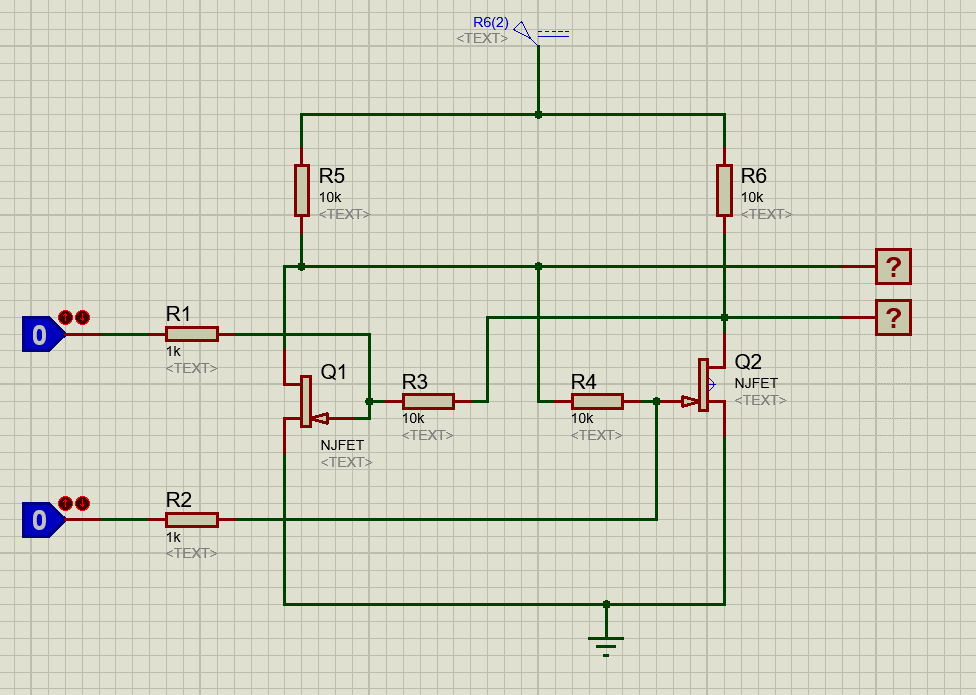 R6(2)
<TEXT>
R5
10k
<TEXT>
R6
10k
<TEXT>
?
?
0
R1
1k
<TEXT>
Q1
NJFET
<TEXT>
R3
10k
<TEXT>
R4
10k
<TEXT>
Q2
NJFET
<TEXT>
0
R2
1k
<TEXT>